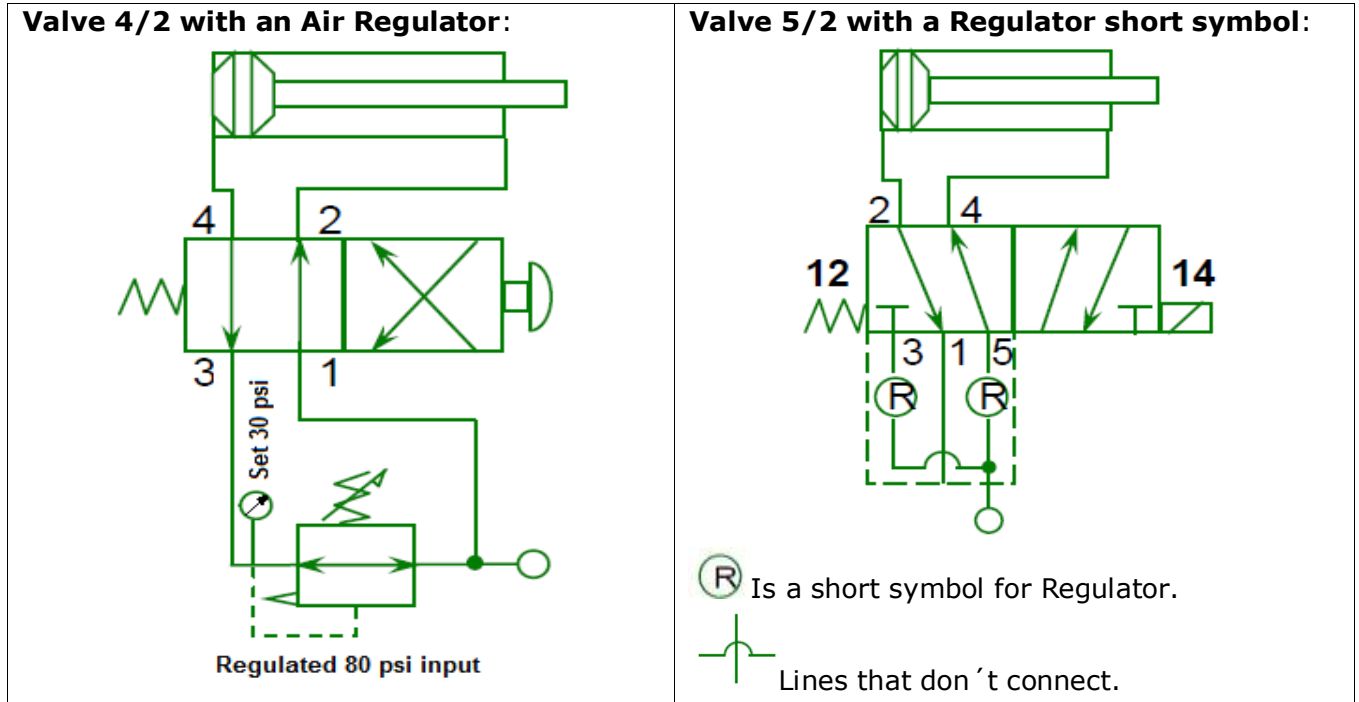 Valve 4/2 with an Air Regulator:
4 2
3 1
Set 30 psi
Regulated 80 psi input
Valve 5/2 with a Regulator short symbol:
2 4
12 14
3 1 5
R R
R Is a short symbol for Regulator.
Lines that don´t connect.